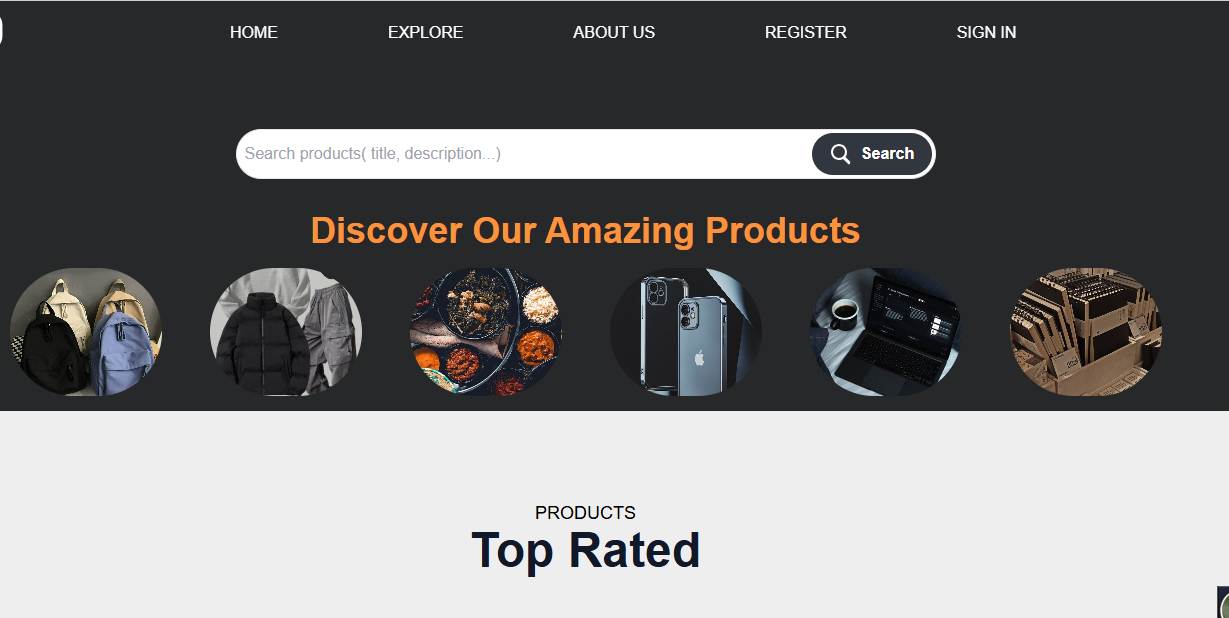 HOME EXPLORE ABOUT US REGISTER SIGN IN
Search products( title, description...)
Search
Discover Our Amazing Products
PRODUCTS
Top Rated